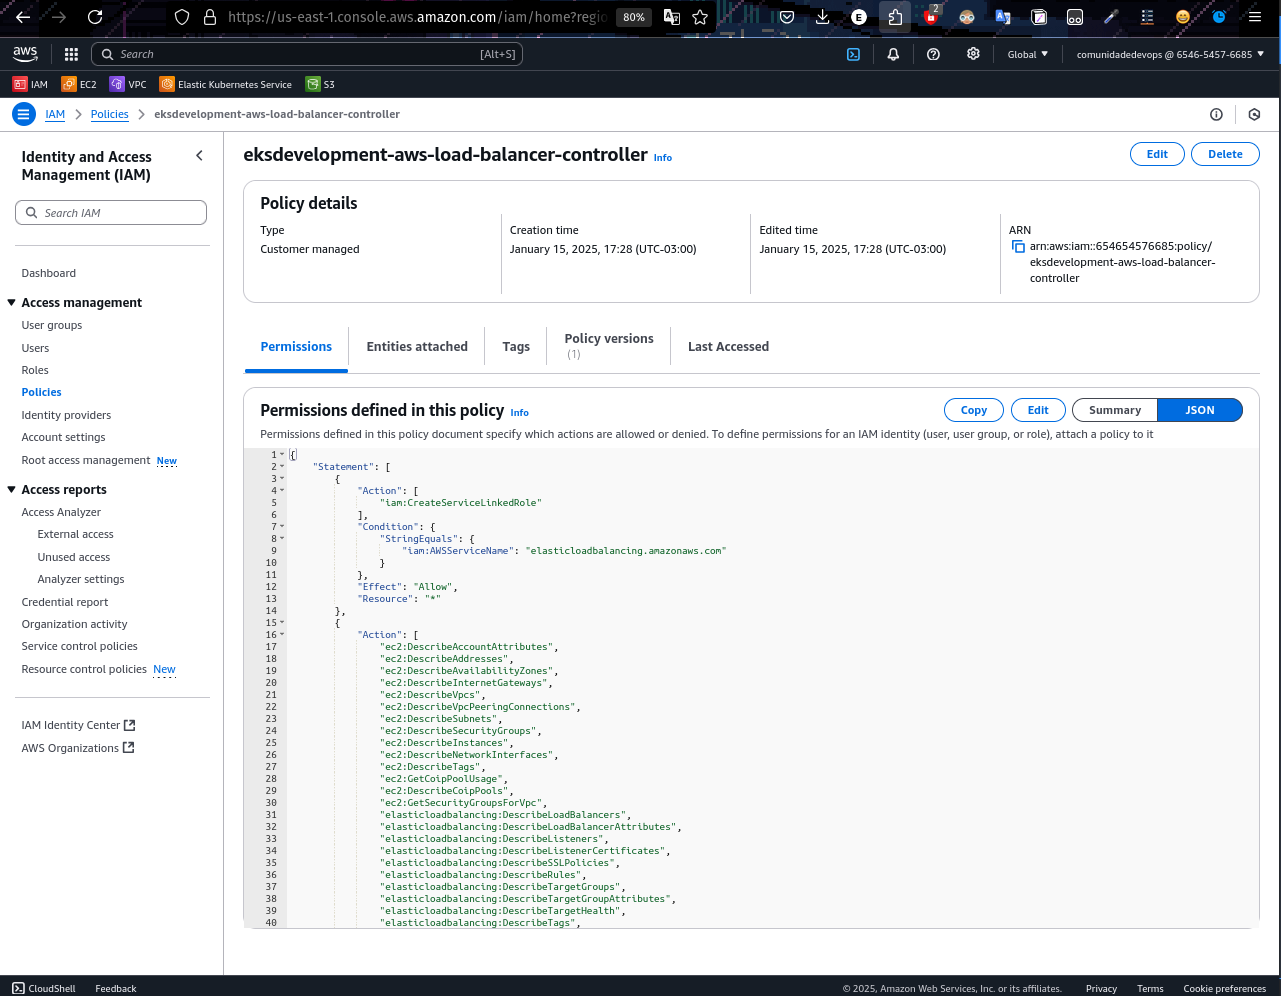 https://us-east-1.console.aws.amazon.com/iam/home?regio
80%
2
aws
Search
[Alt+S]
Global
comunidadedevops @ 6546-5457-6685
IAM
EC2
VPC
Elastic Kubernetes Service
S3
IAM
Policies
eksdevelopment-aws-load-balancer-controller
Identity and Access
Management (IAM)
Search IAM
Dashboard
Access management
User groups
Users
Roles
Policies
Identity providers
Account settings
Root access management New
Access reports
Access Analyzer
External access
Unused access
Analyzer settings
Credential report
Organization activity
Service control policies
Resource control policies New
IAM Identity Center
AWS Organizations
eksdevelopment-aws-load-balancer-controller Info
Edit
Delete
Policy details
Type
Customer managed
Creation time
January 15, 2025, 17:28 (UTC-03:00)
Edited time
January 15, 2025, 17:28 (UTC-03:00)
ARN
arn:aws:iam::654654576685:policy/
eksdevelopment-aws-load-balancer-
controller
Permissions
Entities attached
Tags
Policy versions
(1)
Last Accessed
Permissions defined in this policy Info
Copy
Edit
Summary
JSON
Permissions defined in this policy document specify which actions are allowed or denied. To define permissions for an IAM identity (user, user group, or role), attach a policy to it
1 {
2 "Statement": [
3 {
4 "Action": [
5 "iam:CreateServiceLinkedRole"
6 ],
7 "Condition": {
8 "StringEquals": {
9 "iam:AWSServiceName": "elasticloadbalancing.amazonaws.com"
10 }
11 },
12 "Effect": "Allow",
13 "Resource": "*"
14 },
15 {
16 "Action": [
17 "ec2:DescribeAccountAttributes",
18 "ec2:DescribeAddresses",
19 "ec2:DescribeAvailabilityZones",
20 "ec2:DescribeInternetGateways",
21 "ec2:DescribeVpcs",
22 "ec2:DescribeVpcPeeringConnections",
23 "ec2:DescribeSubnets",
24 "ec2:DescribeSecurityGroups",
25 "ec2:DescribeInstances",
26 "ec2:DescribeNetworkInterfaces",
27 "ec2:DescribeTags",
28 "ec2:GetCoipPoolUsage",
29 "ec2:DescribeCoipPools",
30 "ec2:GetSecurityGroupsForVpc",
31 "elasticloadbalancing:DescribeLoadBalancers",
32 "elasticloadbalancing:DescribeLoadBalancerAttributes",
33 "elasticloadbalancing:DescribeListeners",
34 "elasticloadbalancing:DescribeListenerCertificates",
35 "elasticloadbalancing:DescribeSSLPolicies",
36 "elasticloadbalancing:DescribeRules",
37 "elasticloadbalancing:DescribeTargetGroups",
38 "elasticloadbalancing:DescribeTargetGroupAttributes",
39 "elasticloadbalancing:DescribeTargetHealth",
40 "elasticloadbalancing:DescribeTags",
CloudShell
Feedback
© 2025, Amazon Web Services, Inc. or its affiliates.
Privacy
Terms
Cookie preferences